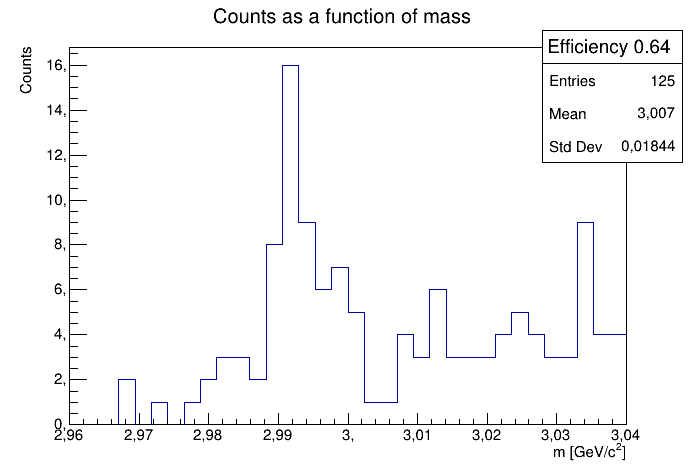 Counts as a function of mass
Efficiency 0.64
Entries 125
Mean 3,007
Std Dev 0,01844
Counts
16,
14,
12,
10,
8,
6,
4,
2,
0,
2,96 2,97 2,98 2,99 3, 3,01 3,02 3,03 3,04
m [GeV/c²]